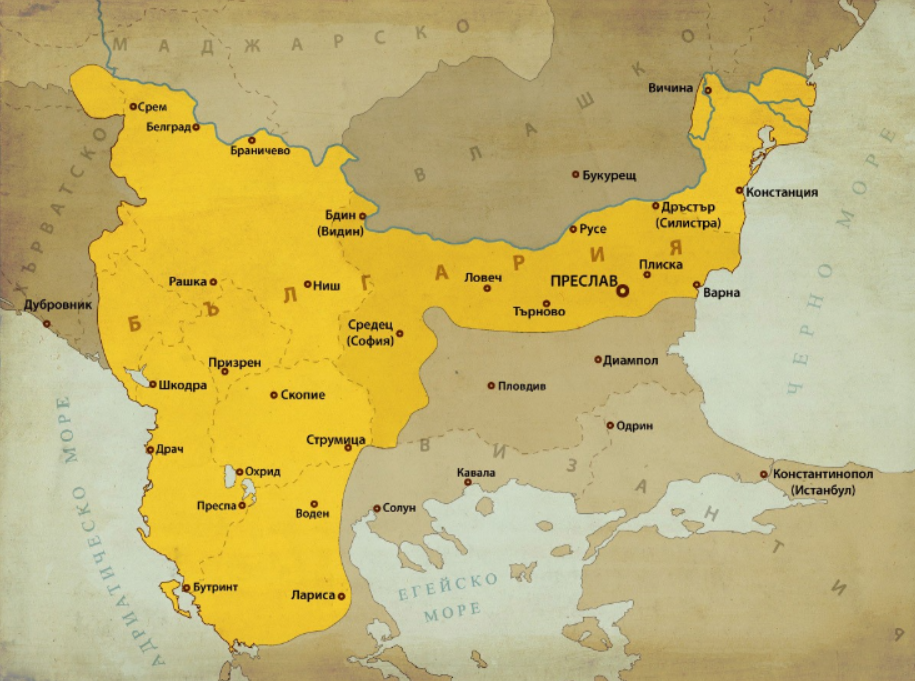 МАДЖАРСКО
ВЛАШКО
ХЪРВАТСКО
Вичина
Срем
Белград
Браничево
Букурещ
Констанция
Дръстър
(Силистра)
Бдин
(Видин)
Русе
БЪЛГАРИЯ
Плиска
Рашка
Ниш
Ловеч
ПРЕСЛАВ
Варна
Търново
Дубровник
Средец
(София)
ЧЕРНО МОРЕ
Призрен
Диампол
Шкодра
Скопие
Пловдив
Одрин
Струмица
Драч
ВИЗАНТИЯ
Охрид
Кавала
Константинопол
(Истанбул)
Преспа
Воден
Солун
АДРИАТИЧЕСКО МОРЕ
ЕГЕЙСКО
МОРЕ
Бутринт
Лариса